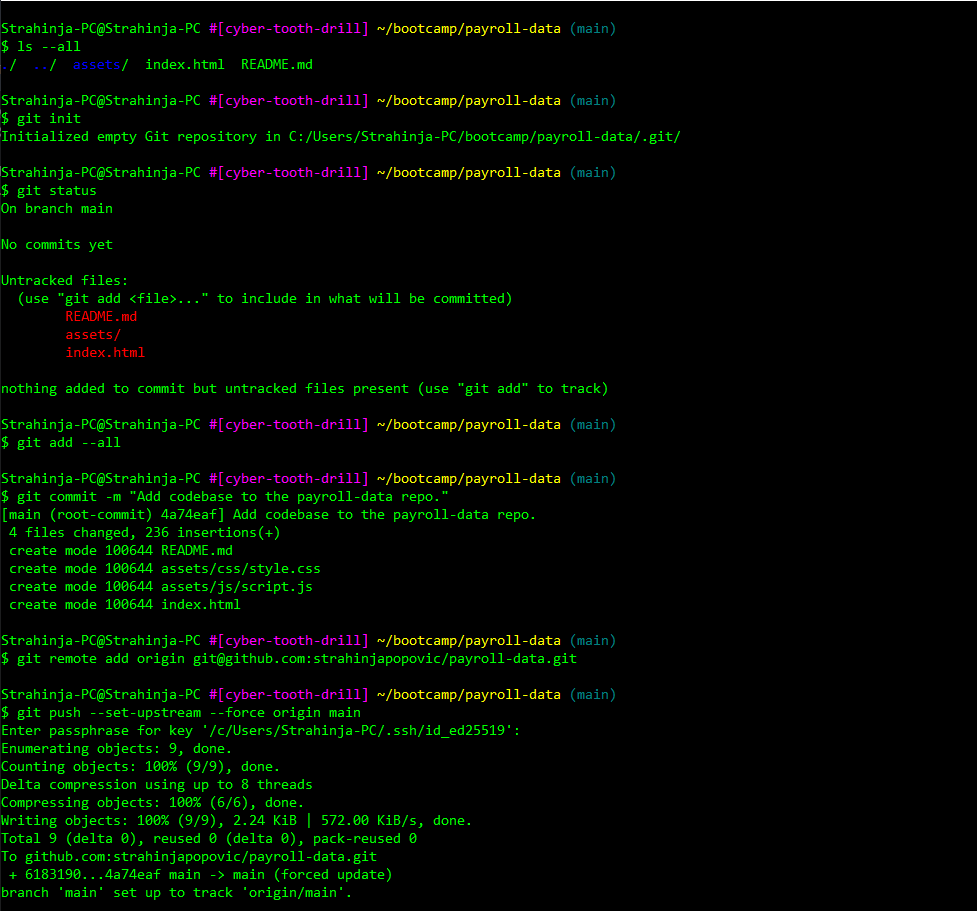 Strahinja-PC@Strahinja-PC #[cyber-tooth-drill] ~/bootcamp/payroll-data (main)
$ ls --all
./  ../  assets/  index.html  README.md
Strahinja-PC@Strahinja-PC #[cyber-tooth-drill] ~/bootcamp/payroll-data (main)
$ git init
Initialized empty Git repository in C:/Users/Strahinja-PC/bootcamp/payroll-data/.git/
Strahinja-PC@Strahinja-PC #[cyber-tooth-drill] ~/bootcamp/payroll-data (main)
$ git status
On branch main
No commits yet
Untracked files:
  (use "git add <file>..." to include in what will be committed)
        README.md
        assets/
        index.html
nothing added to commit but untracked files present (use "git add" to track)
Strahinja-PC@Strahinja-PC #[cyber-tooth-drill] ~/bootcamp/payroll-data (main)
$ git add --all
Strahinja-PC@Strahinja-PC #[cyber-tooth-drill] ~/bootcamp/payroll-data (main)
$ git commit -m "Add codebase to the payroll-data repo."
[main (root-commit) 4a74eaf] Add codebase to the payroll-data repo.
 4 files changed, 236 insertions(+)
 create mode 100644 README.md
 create mode 100644 assets/css/style.css
 create mode 100644 assets/js/script.js
 create mode 100644 index.html
Strahinja-PC@Strahinja-PC #[cyber-tooth-drill] ~/bootcamp/payroll-data (main)
$ git remote add origin git@github.com:strahinjapopovic/payroll-data.git
Strahinja-PC@Strahinja-PC #[cyber-tooth-drill] ~/bootcamp/payroll-data (main)
$ git push --set-upstream --force origin main
Enter passphrase for key '/c/Users/Strahinja-PC/.ssh/id_ed25519':
Enumerating objects: 9, done.
Counting objects: 100% (9/9), done.
Delta compression using up to 8 threads
Compressing objects: 100% (6/6), done.
Writing objects: 100% (9/9), 2.24 KiB | 572.00 KiB/s, done.
Total 9 (delta 0), reused 0 (delta 0), pack-reused 0
To github.com:strahinjapopovic/payroll-data.git
 + 6183190...4a74eaf main -> main (forced update)
branch 'main' set up to track 'origin/main'.